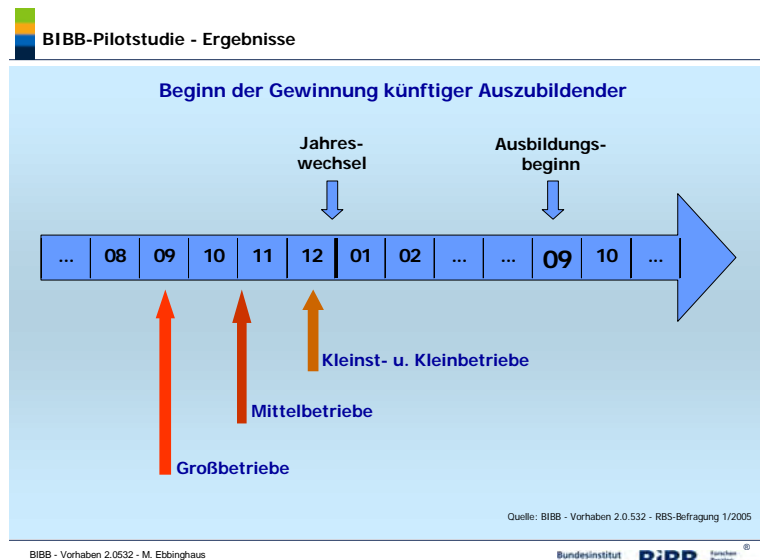 BIBB-Pilotstudie - Ergebnisse
Beginn der Gewinnung künftiger Auszubildender
Jahres-
wechsel
Ausbildungs-
beginn
... 08 09 10 11 12 01 02 ... ... 09 10 ...
Kleinst- u. Kleinbetriebe
Mittelbetriebe
Großbetriebe
Quelle: BIBB - Vorhaben 2.0.532 - RBS-Befragung 1/2005
BIBB - Vorhaben 2.0532 - M. Ebbinghaus
Bundesinstitut
BiBB
Forschen
®